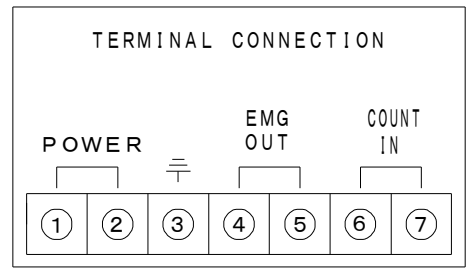 TERMINAL CONNECTION
POWER
EMG
OUT
COUNT
IN
① ② ③ ④ ⑤ ⑥ ⑦